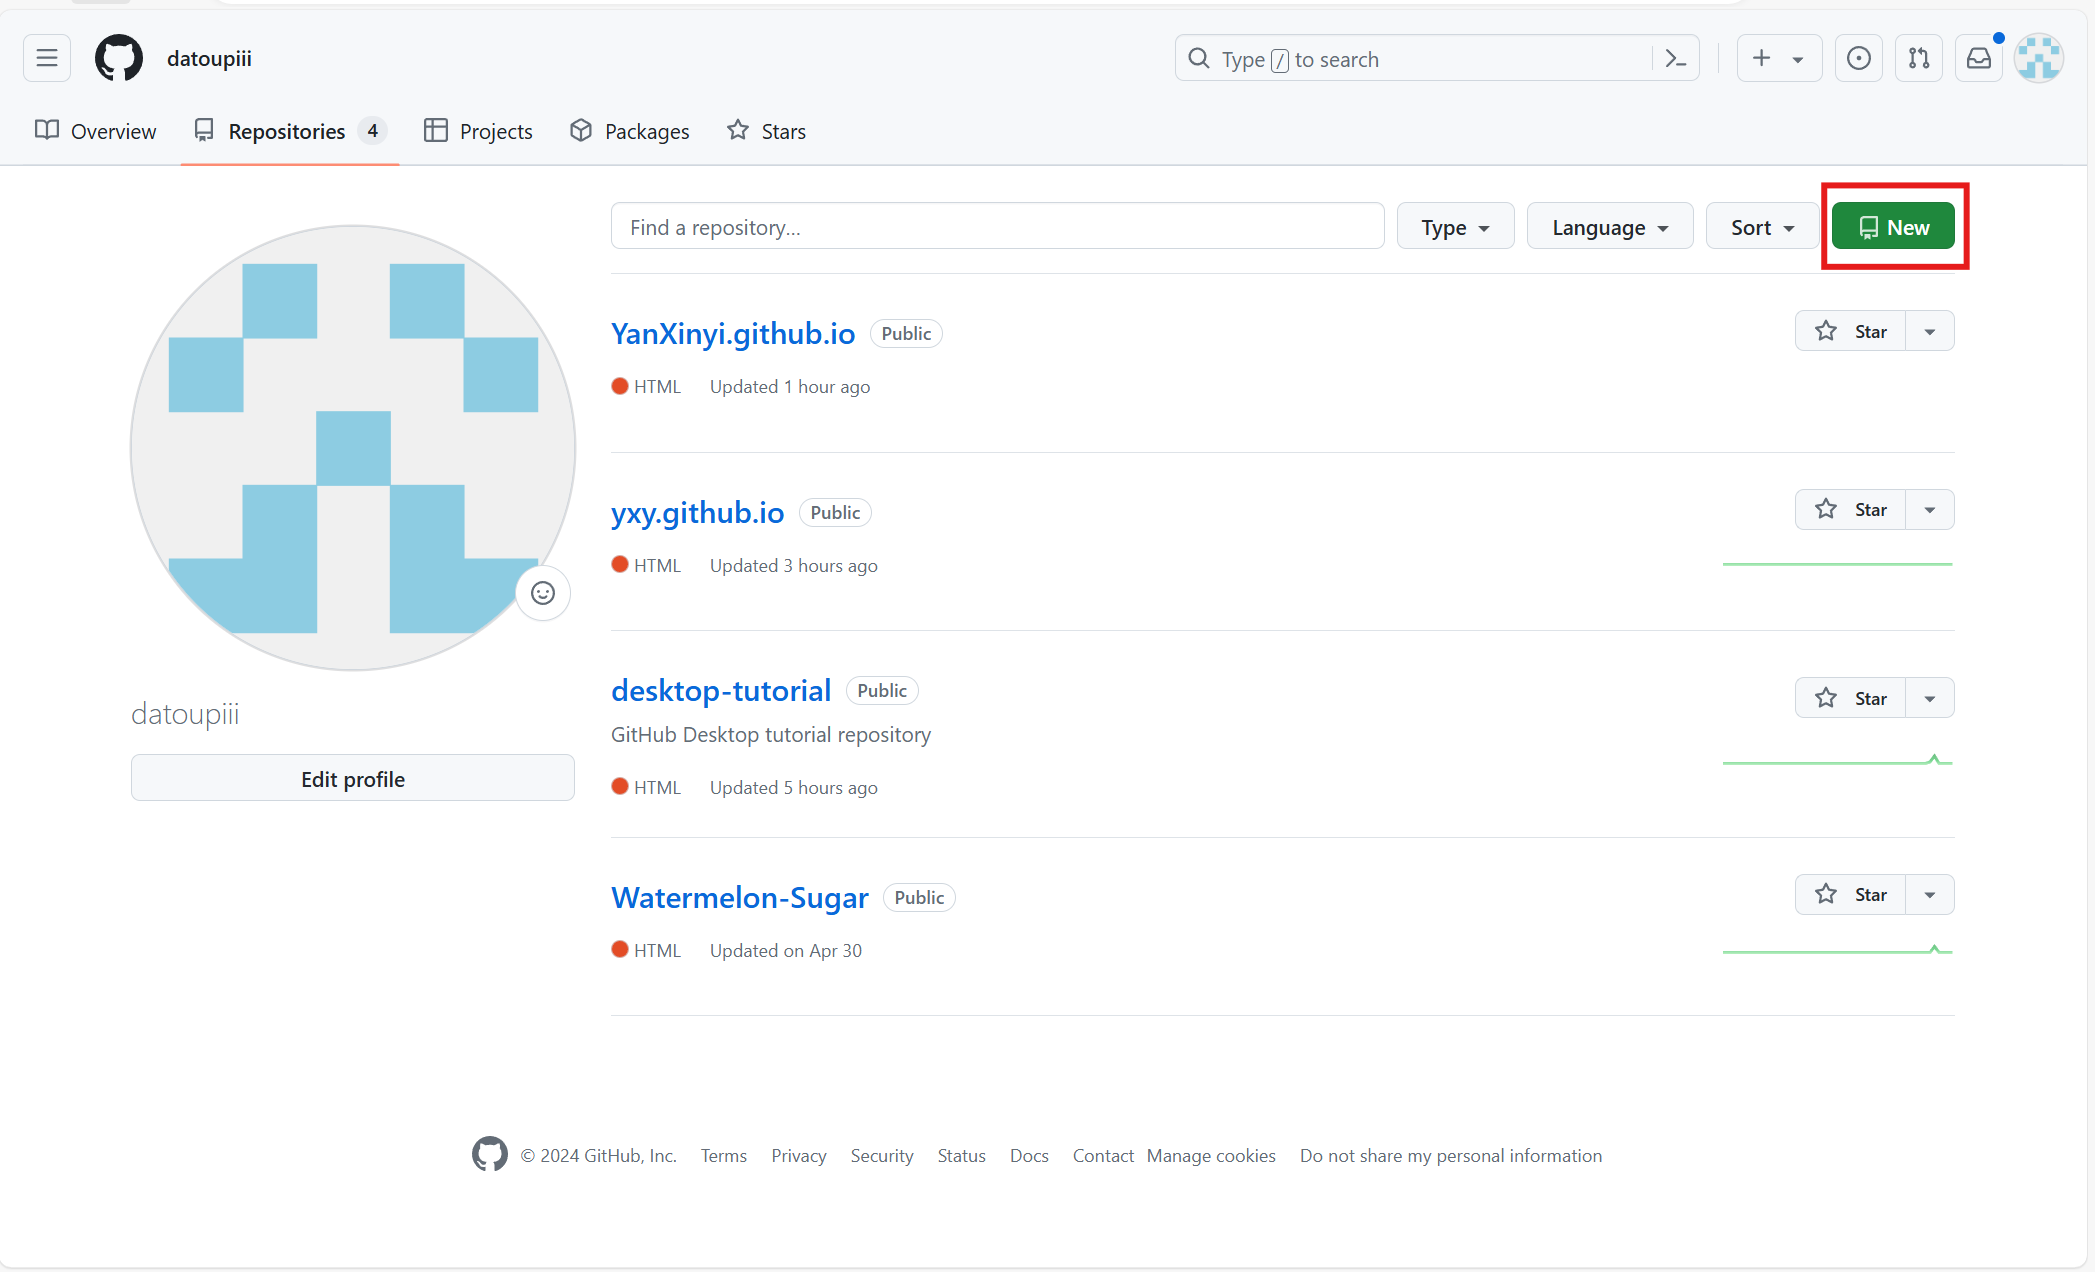 datoupiii
Type / to search
Overview
Repositories 4
Projects
Packages
Stars
Find a repository...
Type
Language
Sort
New
YanXinyi.github.io Public
Star
HTML Updated 1 hour ago
yxy.github.io Public
Star
HTML Updated 3 hours ago
desktop-tutorial Public
Star
GitHub Desktop tutorial repository
HTML Updated 5 hours ago
datoupiii
Edit profile
Watermelon-Sugar Public
Star
HTML Updated on Apr 30
© 2024 GitHub, Inc. Terms Privacy Security Status Docs Contact Manage cookies Do not share my personal information